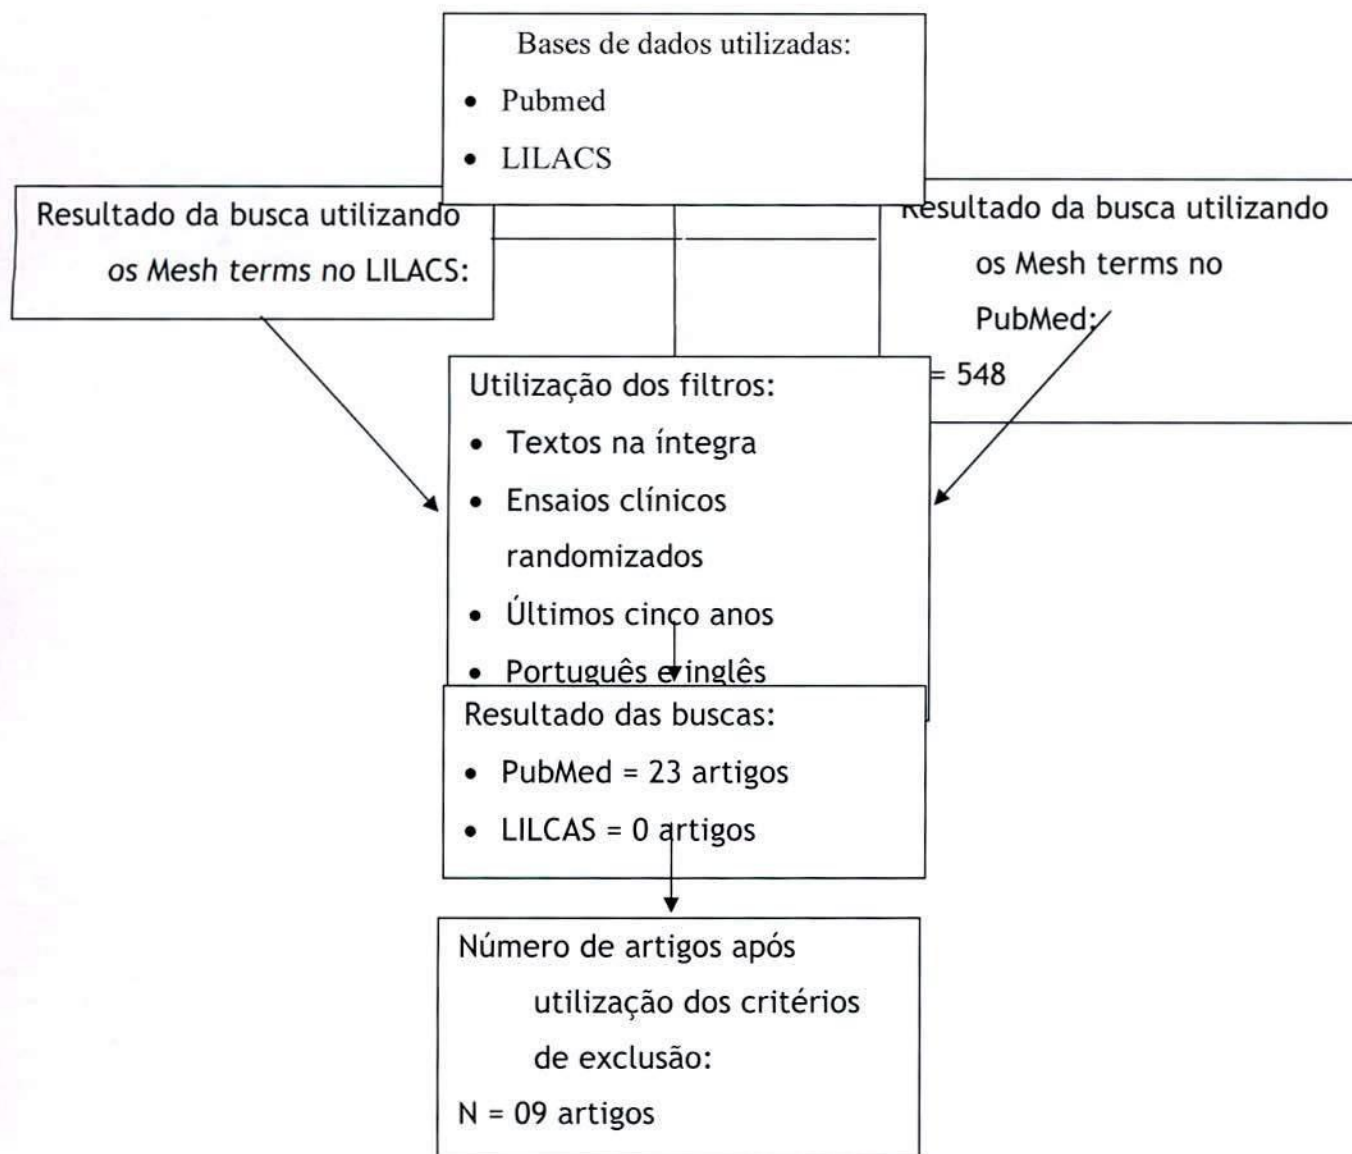 Bases de dados utilizadas:
• Pubmed
• LILACS
Resultado da busca utilizando
os Mesh terms no LILACS:
Resultado da busca utilizando
os Mesh terms no
PubMed:
= 548
Utilização dos filtros:
• Textos na íntegra
• Ensaios clínicos
randomizados
• Últimos cinco anos
• Português e inglês
Resultado das buscas:
• PubMed = 23 artigos
• LILCAS = 0 artigos
Número de artigos após
utilização dos critérios
de exclusão:
N = 09 artigos